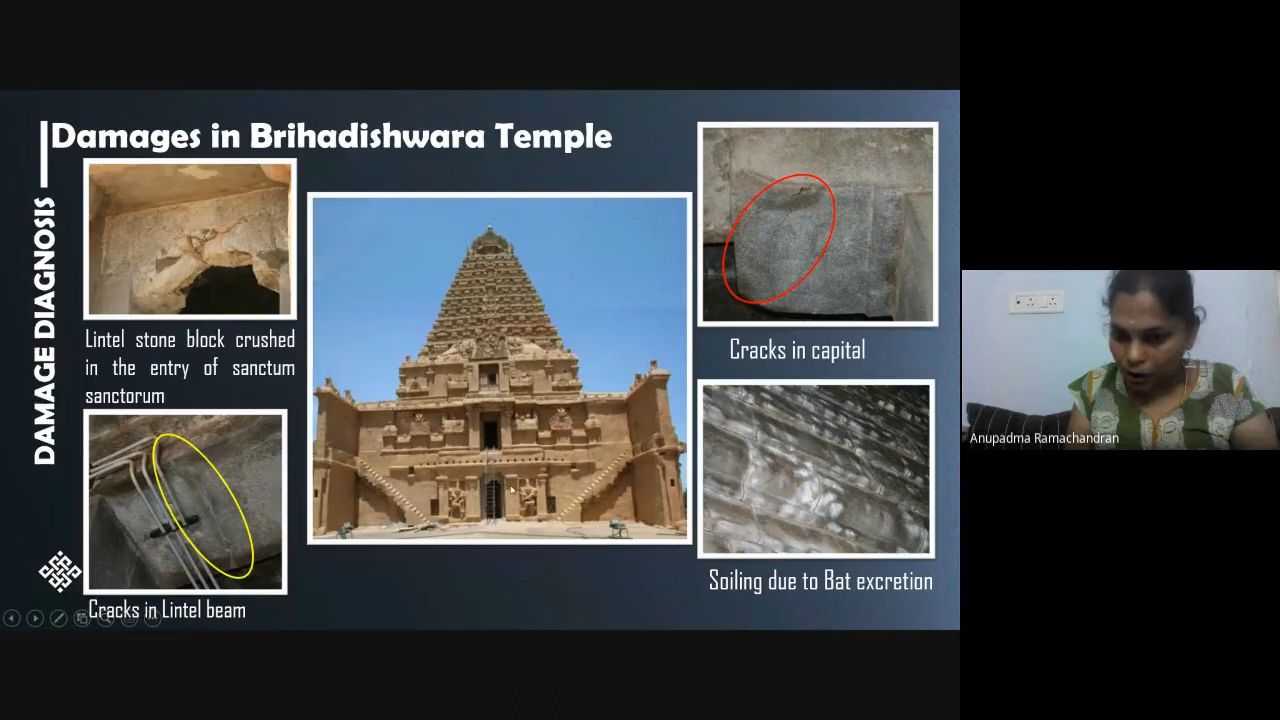 Damages in Brihadishwara Temple
DAMAGE DIAGNOSIS
Lintel stone block crushed
in the entry of sanctum
sanctorum
Cracks in Lintel beam
Cracks in capital
Soiling due to Bat excretion
Anupadma Ramachandran